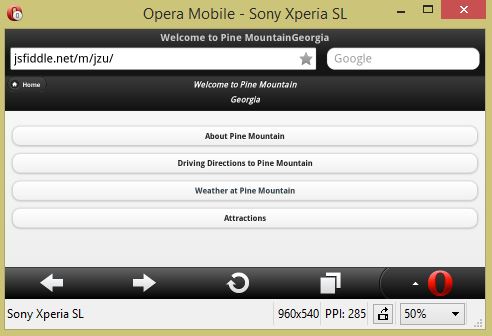 Opera Mobile - Sony Xperia SL
Welcome to Pine MountainGeorgia
jsfiddle.net/m/jzu/
Google
Home
Welcome to Pine Mountain
Georgia
About Pine Mountain
Driving Directions to Pine Mountain
Weather at Pine Mountain
Attractions
Sony Xperia SL
960x540 PPI: 285
50%